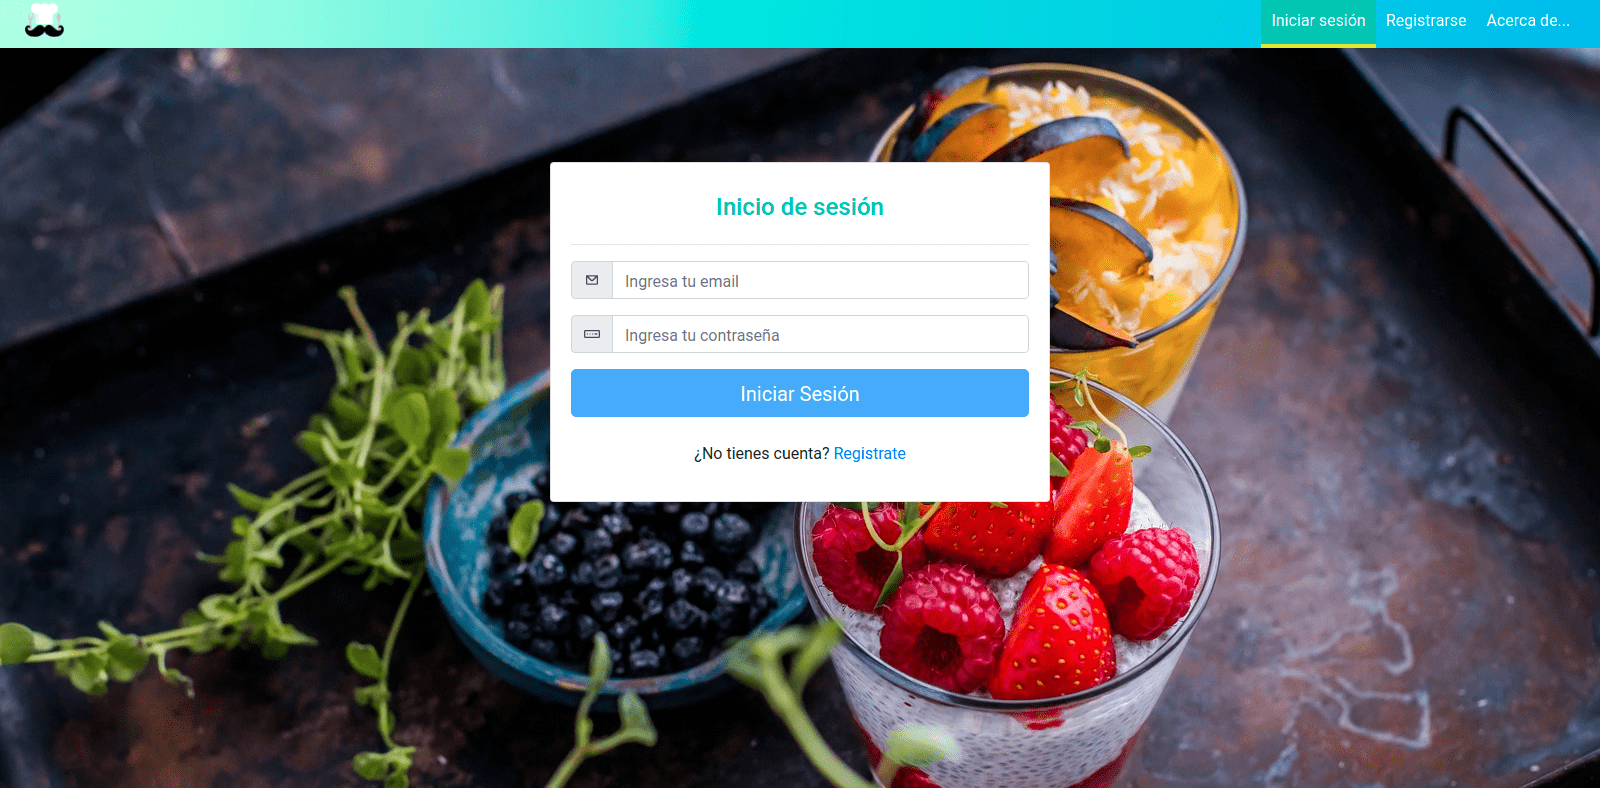 Iniciar sesión
Registrarse
Acerca de...
Inicio de sesión
Ingresa tu email
Ingresa tu contraseña
Iniciar Sesión
¿No tienes cuenta? Registrate